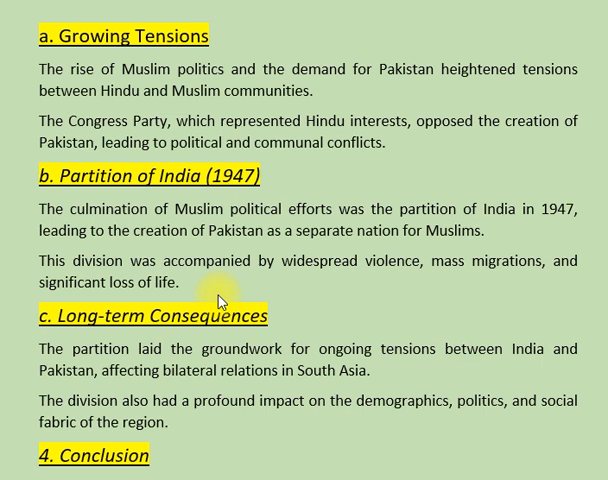 a. Growing Tensions
The rise of Muslim politics and the demand for Pakistan heightened tensions
between Hindu and Muslim communities.
The Congress Party, which represented Hindu interests, opposed the creation of
Pakistan, leading to political and communal conflicts.
b. Partition of India (1947)
The culmination of Muslim political efforts was the partition of India in 1947,
leading to the creation of Pakistan as a separate nation for Muslims.
This division was accompanied by widespread violence, mass migrations, and
significant loss of life.
c. Long-term Consequences
The partition laid the groundwork for ongoing tensions between India and
Pakistan, affecting bilateral relations in South Asia.
The division also had a profound impact on the demographics, politics, and social
fabric of the region.
4. Conclusion